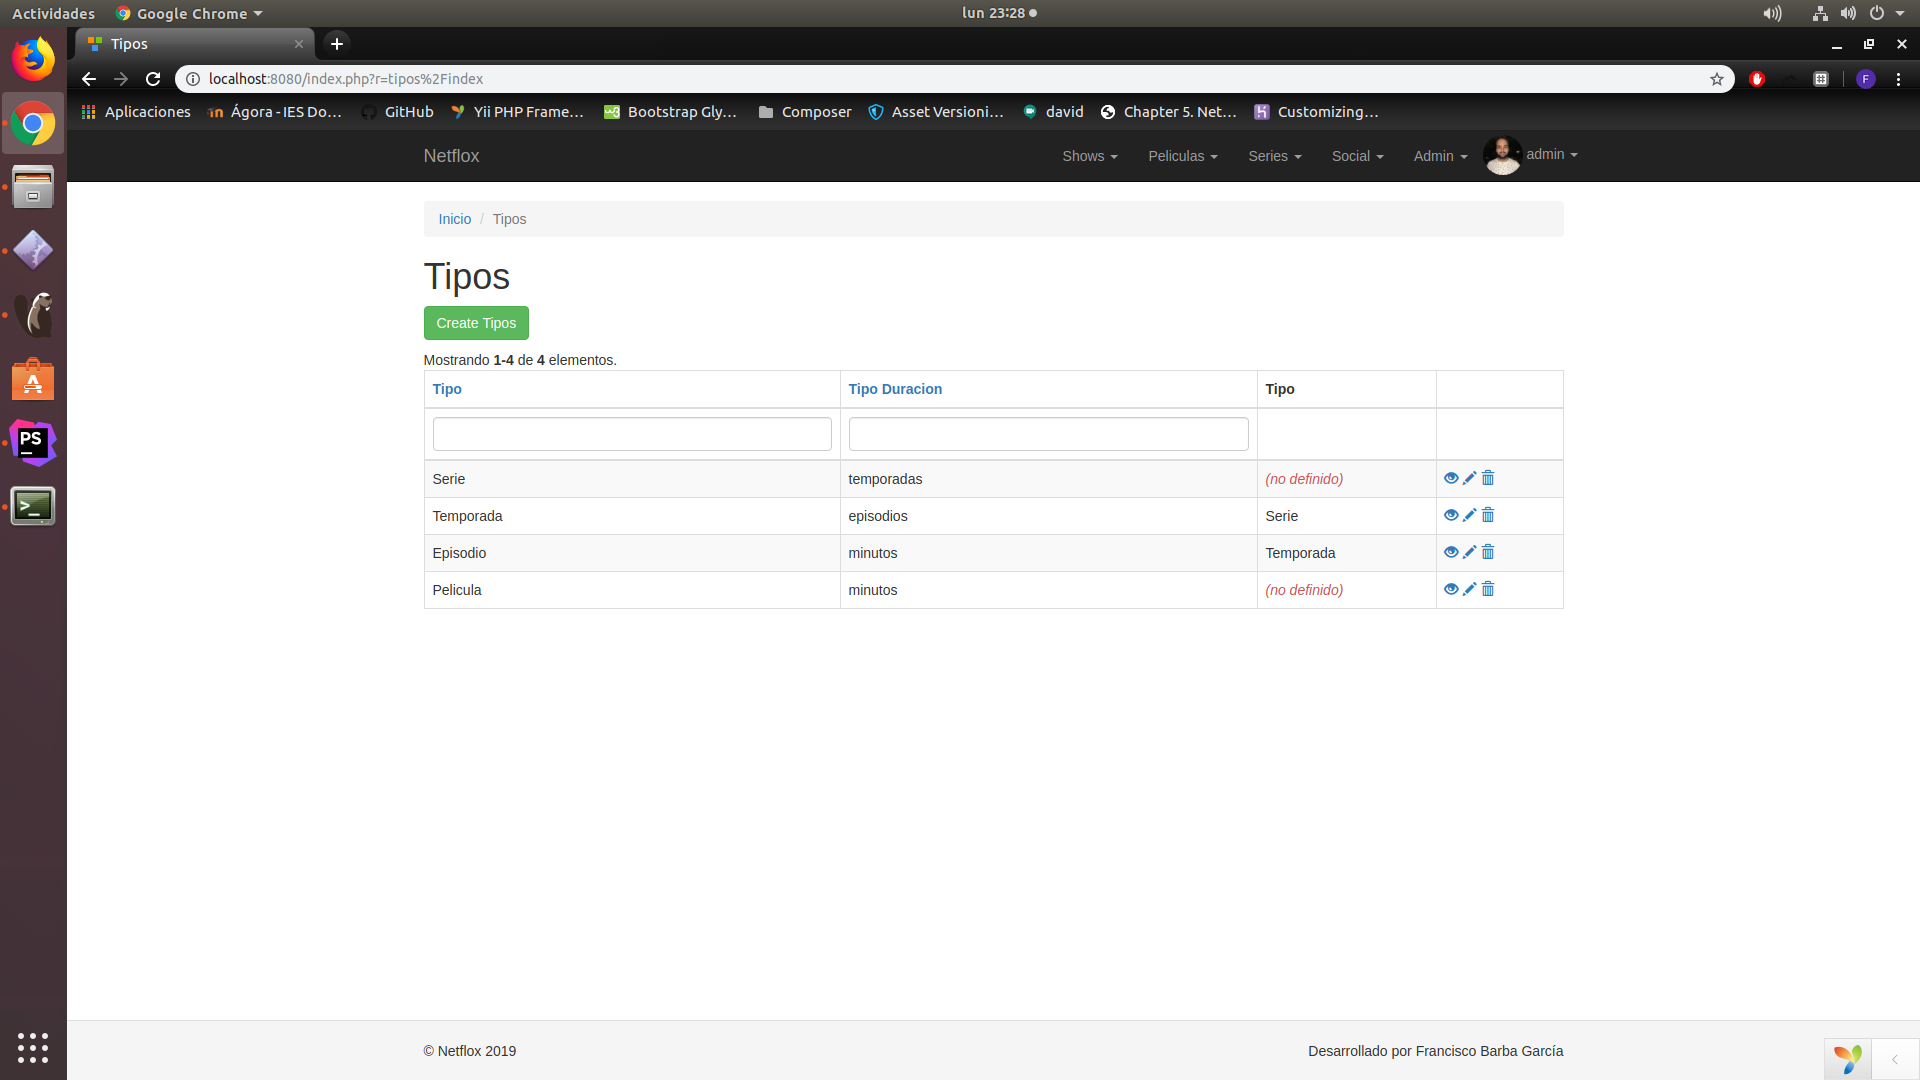 Actividades Google Chrome lun 23:28
Tipos
localhost:8080/index.php?r=tipos%2Findex F
Aplicaciones Ágora - IES Do... GitHub Yii PHP Frame... Bootstrap Gly... Composer Asset Versioni... david Chapter 5. Net... Customizing...
Netflox Shows Peliculas Series Social Admin admin
Inicio / Tipos
Tipos
Create Tipos
Mostrando 1-4 de 4 elementos.
Tipo Tipo Duracion Tipo
Serie temporadas (no definido)
Temporada episodios Serie
Episodio minutos Temporada
Pelicula minutos (no definido)
PS
© Netflox 2019 Desarrollado por Francisco Barba García